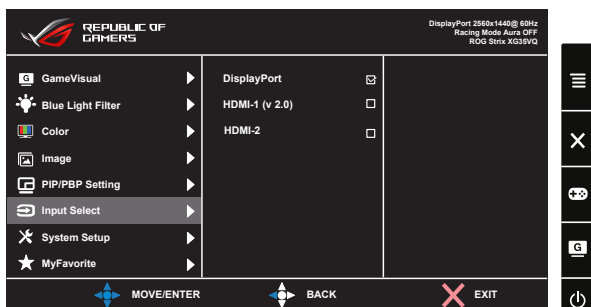 REPUBLIC OF
GAMERS
DisplayPort 2560x1440@ 60Hz
Racing Mode Aura OFF
ROG Strix XG35VQ
G GameVisual
Blue Light Filter
Color
Image
PIP/PBP Setting
Input Select
System Setup
MyFavorite
DisplayPort
HDMI-1 (v 2.0)
HDMI-2
MOVE/ENTER
BACK
EXIT
G